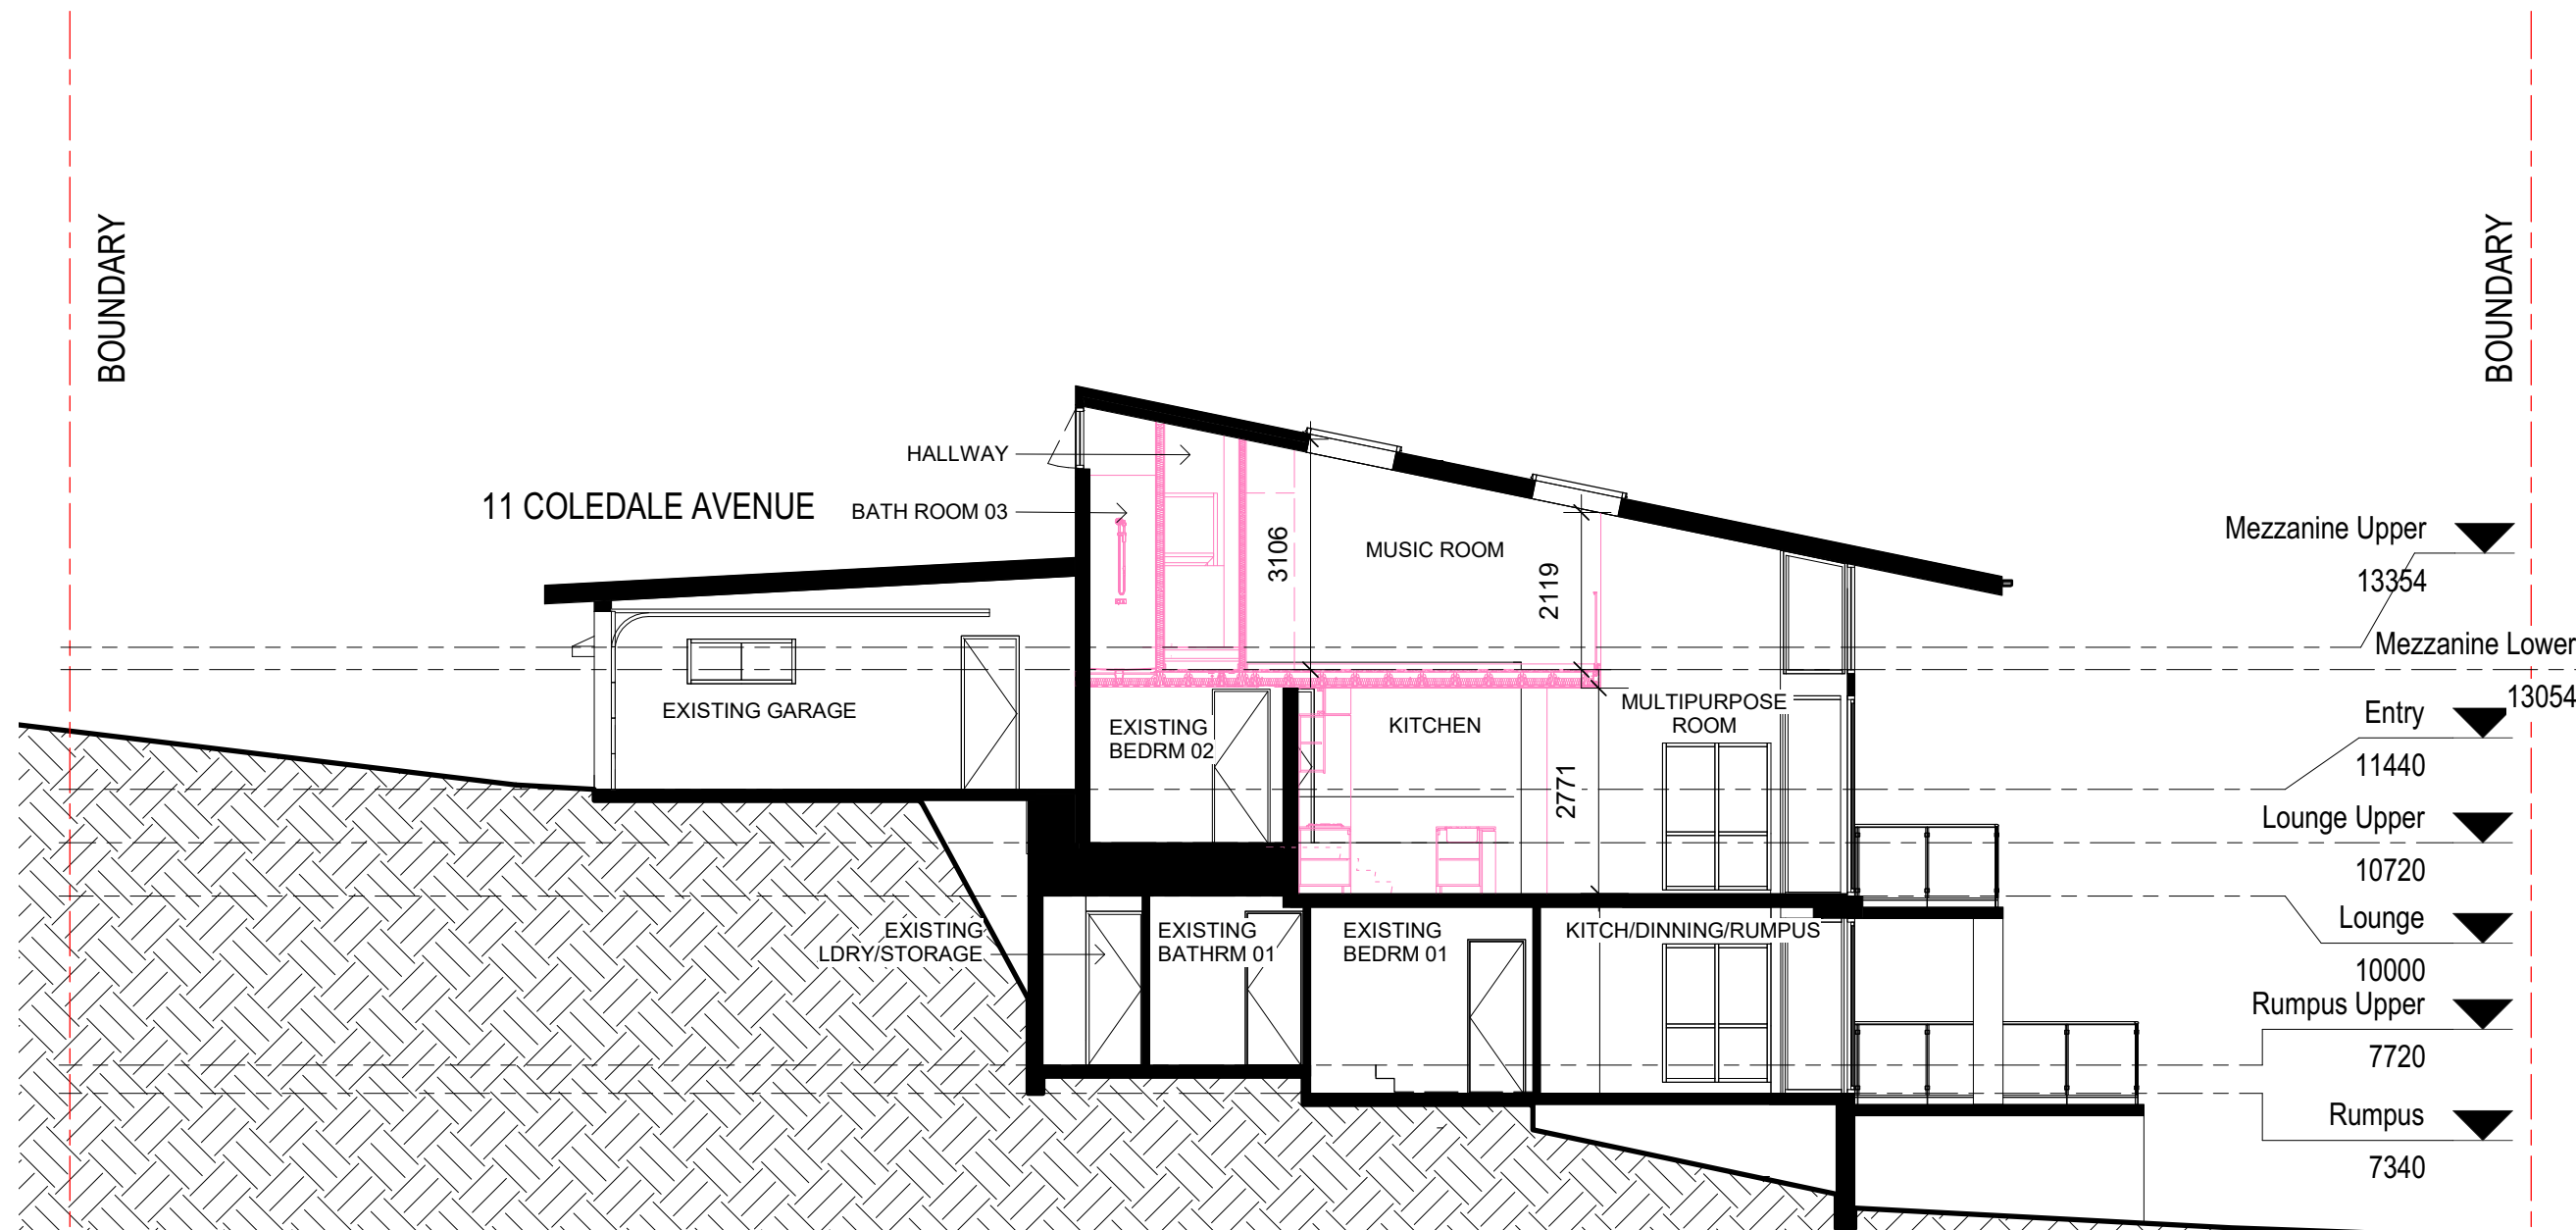 BOUNDARY
BOUNDARY
HALLWAY
11 COLEDALE AVENUE
BATH ROOM 03
3106
MUSIC ROOM
2119
Mezzanine Upper
13354
Mezzanine Lower
13054
EXISTING GARAGE
EXISTING
BEDRM 02
KITCHEN
MULTIPURPOSE
ROOM
2771
Entry
11440
Lounge Upper
10720
Lounge
10000
EXISTING
LDRY/STORAGE
EXISTING
BATHRM 01
EXISTING
BEDRM 01
KITCH/DINNING/RUMPUS
Rumpus Upper
7720
Rumpus
7340